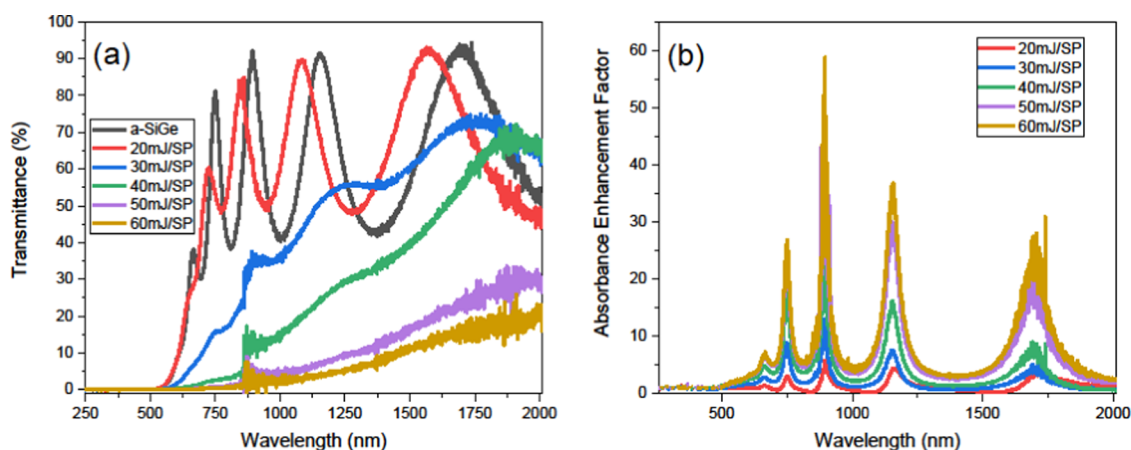 (a)
Transmittance (%)
100
90
80
70
60
50
40
30
20
10
0
a-SiGe
20mJ/SP
30mJ/SP
40mJ/SP
50mJ/SP
60mJ/SP
250 500 750 1000 1250 1500 1750 2000
Wavelength (nm)
(b)
Absorbance Enhancement Factor
60
50
40
30
20
10
0
20mJ/SP
30mJ/SP
40mJ/SP
50mJ/SP
60mJ/SP
500 1000 1500 2000
Wavelength (nm)